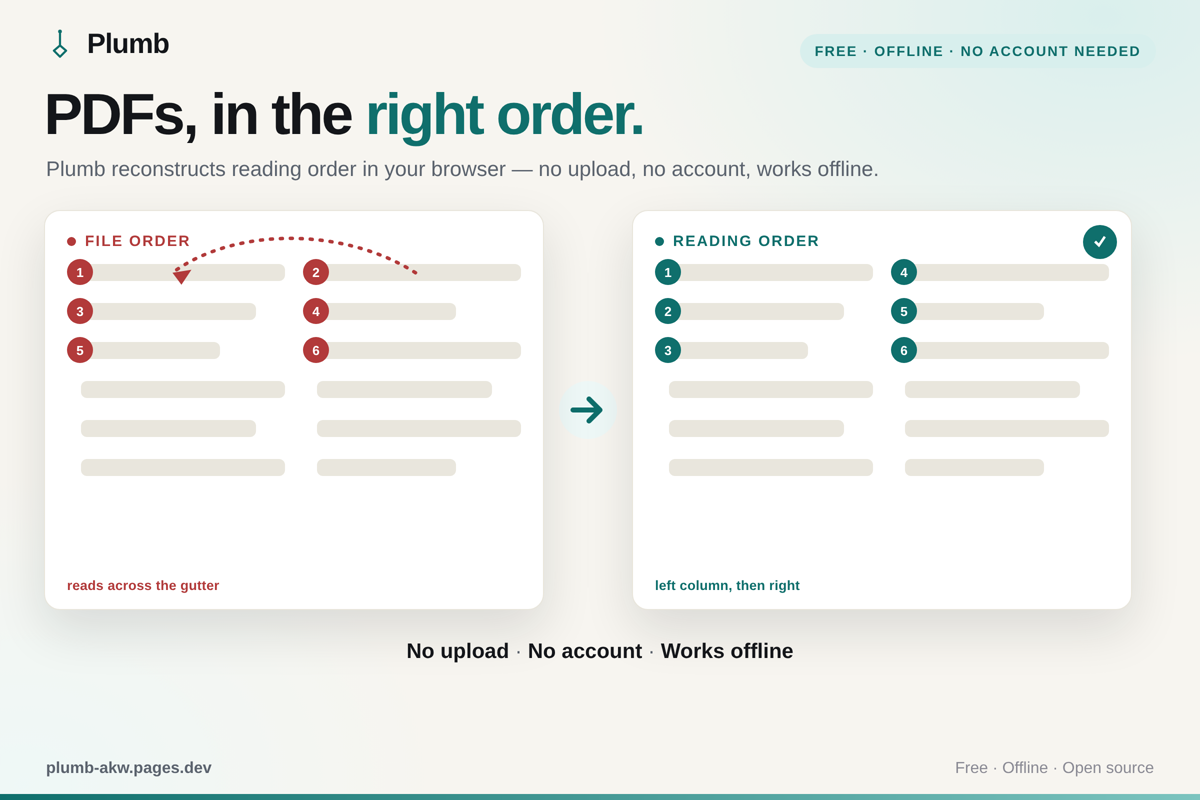 Plumb
FREE · OFFLINE · NO ACCOUNT NEEDED
PDFs, in the right order.
Plumb reconstructs reading order in your browser — no upload, no account, works offline.
FILE ORDER
1 2
3 4
5 6
reads across the gutter
READING ORDER
1 4
2 5
3 6
left column, then right
No upload · No account · Works offline
plumb-akw.pages.dev
Free · Offline · Open source